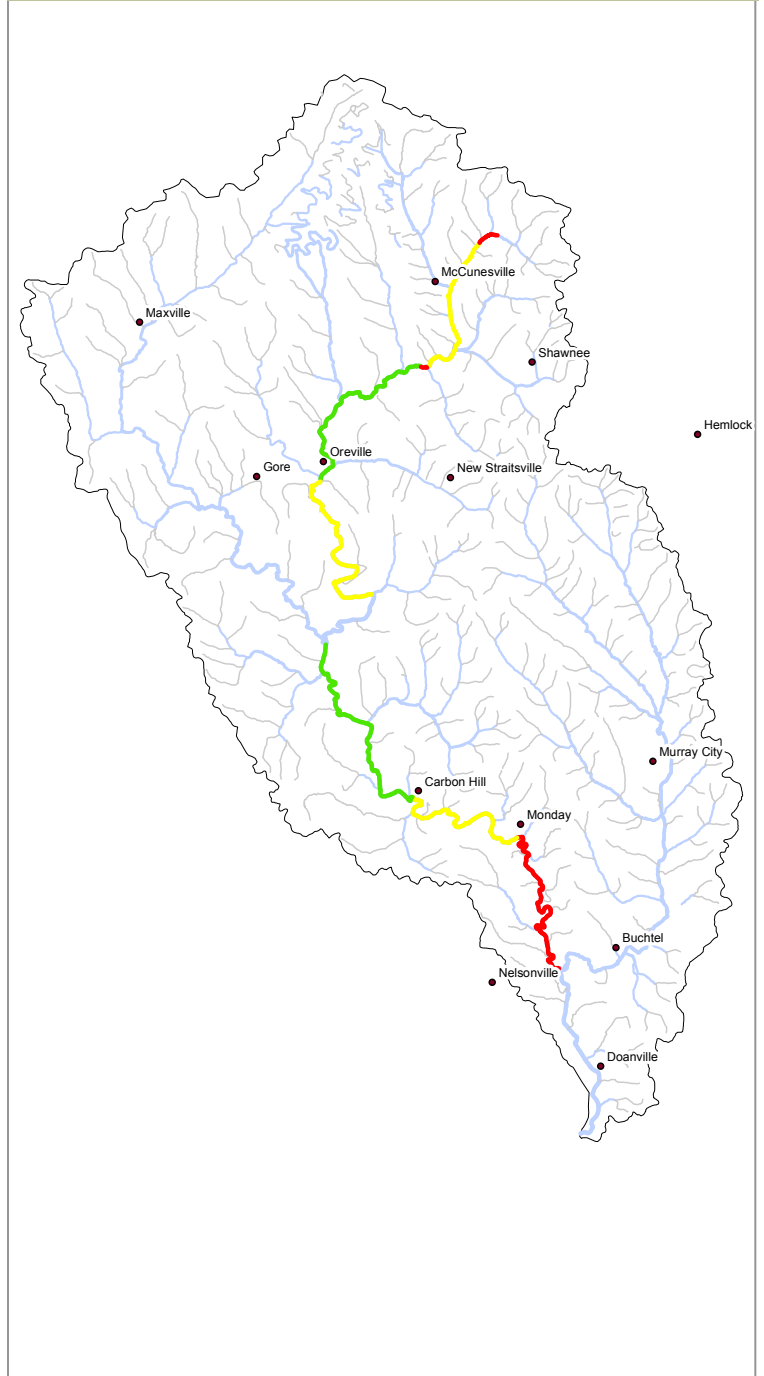 McCunesville
Maxville
Shawnee
Hemlock
Oreville
Gore
New Straitsville
Murray City
Carbon Hill
Monday
Buchtel
Nelsonville
Doanville